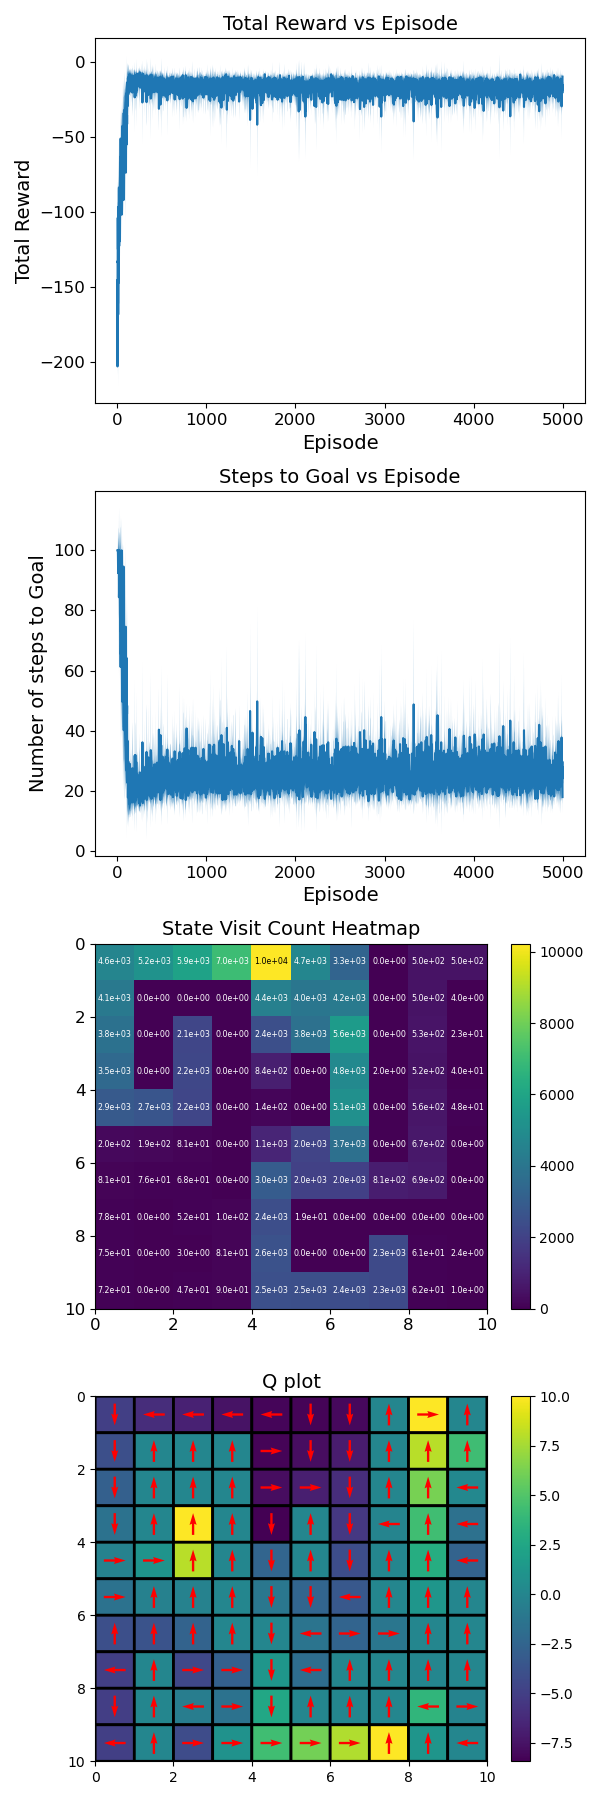 Total Reward vs Episode
0
−50
−100
−150
−200
Total Reward
0 1000 2000 3000 4000 5000
Episode
Steps to Goal vs Episode
100
80
60
40
20
0
Number of steps to Goal
0 1000 2000 3000 4000 5000
Episode
State Visit Count Heatmap
0
2
4
6
8
10
4.6e+03 5.2e+03 5.9e+03 7.0e+03 1.0e+04 4.7e+03 3.3e+03 0.0e+00 5.0e+02 5.0e+02
4.1e+03 0.0e+00 0.0e+00 0.0e+00 4.4e+03 4.0e+03 4.2e+03 0.0e+00 5.0e+02 4.0e+00
3.8e+03 0.0e+00 2.1e+03 0.0e+00 2.4e+03 3.8e+03 5.6e+03 0.0e+00 5.3e+02 2.3e+01
3.5e+03 0.0e+00 2.2e+03 0.0e+00 8.4e+02 0.0e+00 4.8e+03 2.0e+00 5.2e+02 4.0e+01
2.9e+03 2.7e+03 2.2e+03 0.0e+00 1.4e+02 0.0e+00 5.1e+03 0.0e+00 5.6e+02 4.8e+01
2.0e+02 1.9e+02 8.1e+01 0.0e+00 1.1e+03 2.0e+03 3.7e+03 0.0e+00 6.7e+02 0.0e+00
8.1e+01 7.6e+01 6.8e+01 0.0e+00 3.0e+03 2.0e+03 2.0e+03 8.1e+02 6.9e+02 0.0e+00
7.8e+01 0.0e+00 5.2e+01 1.0e+02 2.4e+03 1.9e+01 0.0e+00 0.0e+00 0.0e+00 0.0e+00
7.5e+01 0.0e+00 3.0e+00 8.1e+01 2.6e+03 0.0e+00 0.0e+00 2.3e+03 6.1e+01 2.4e+00
7.2e+01 0.0e+00 4.7e+01 9.0e+01 2.5e+03 2.5e+03 2.4e+03 2.3e+03 6.2e+01 1.0e+00
0 2 4 6 8 10
10000
8000
6000
4000
2000
0
Q plot
0
2
4
6
8
10
0 2 4 6 8 10
10.0
7.5
5.0
2.5
0.0
−2.5
−5.0
−7.5